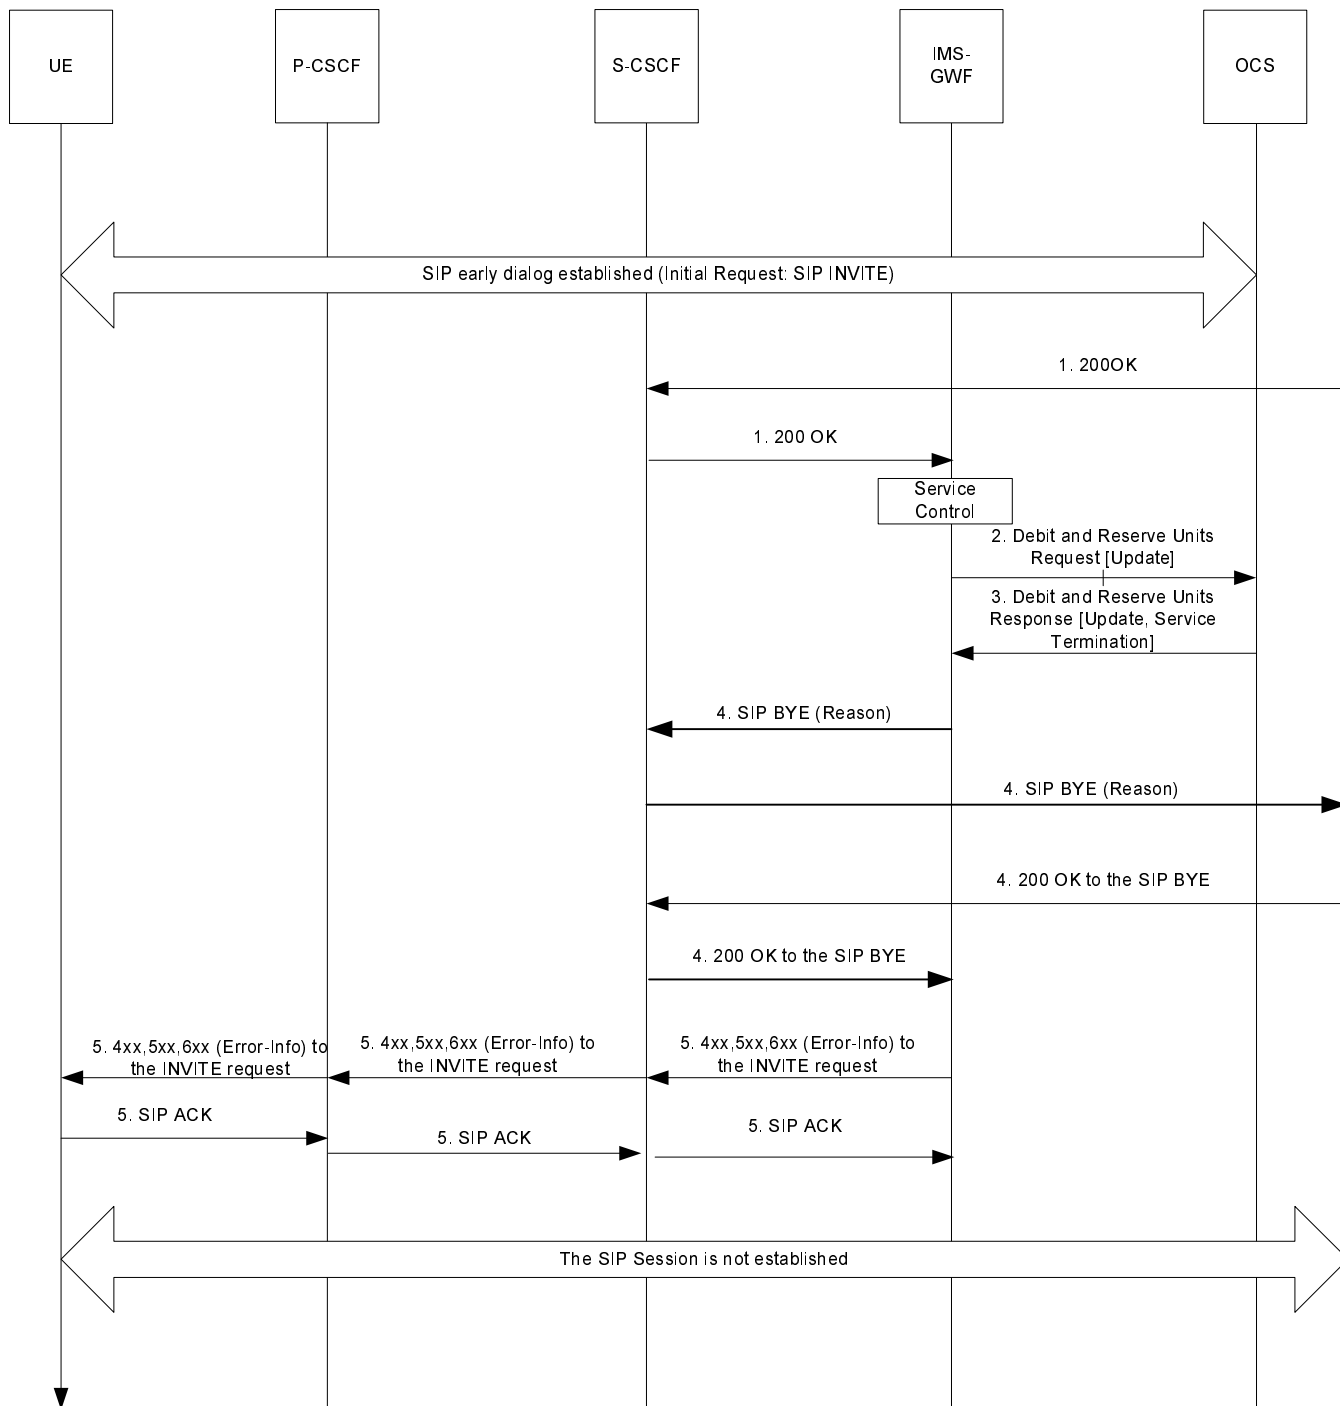 UE
P-CSCF
S-CSCF
IMS-
GWF
OCS
SIP early dialog established (Initial Request: SIP INVITE)
1. 200OK
1. 200 OK
Service
Control
2. Debit and Reserve Units
Request [Update]
3. Debit and Reserve Units
Response [Update, Service
Termination]
4. SIP BYE (Reason)
4. SIP BYE (Reason)
4. 200 OK to the SIP BYE
4. 200 OK to the SIP BYE
5. 4xx,5xx,6xx (Error-Info) to
the INVITE request
5. 4xx,5xx,6xx (Error-Info) to
the INVITE request
5. 4xx,5xx,6xx (Error-Info) to
the INVITE request
5. SIP ACK
5. SIP ACK
5. SIP ACK
The SIP Session is not established